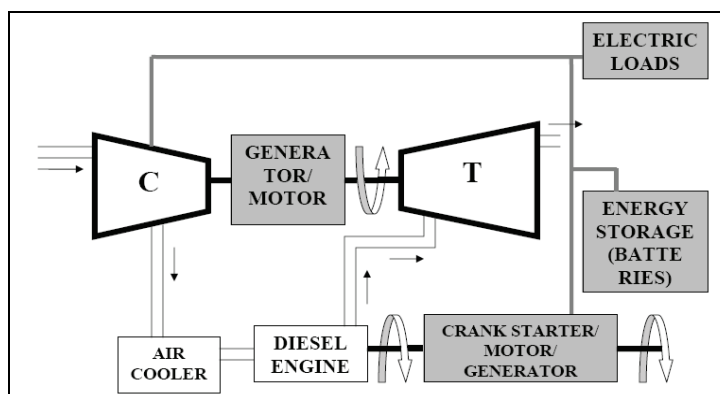 ELECTRIC
LOADS
C
GENERA
TOR/
MOTOR
T
ENERGY
STORAGE
(BATTE
RIES)
AIR
COOLER
DIESEL
ENGINE
CRANK STARTER/
MOTOR/
GENERATOR